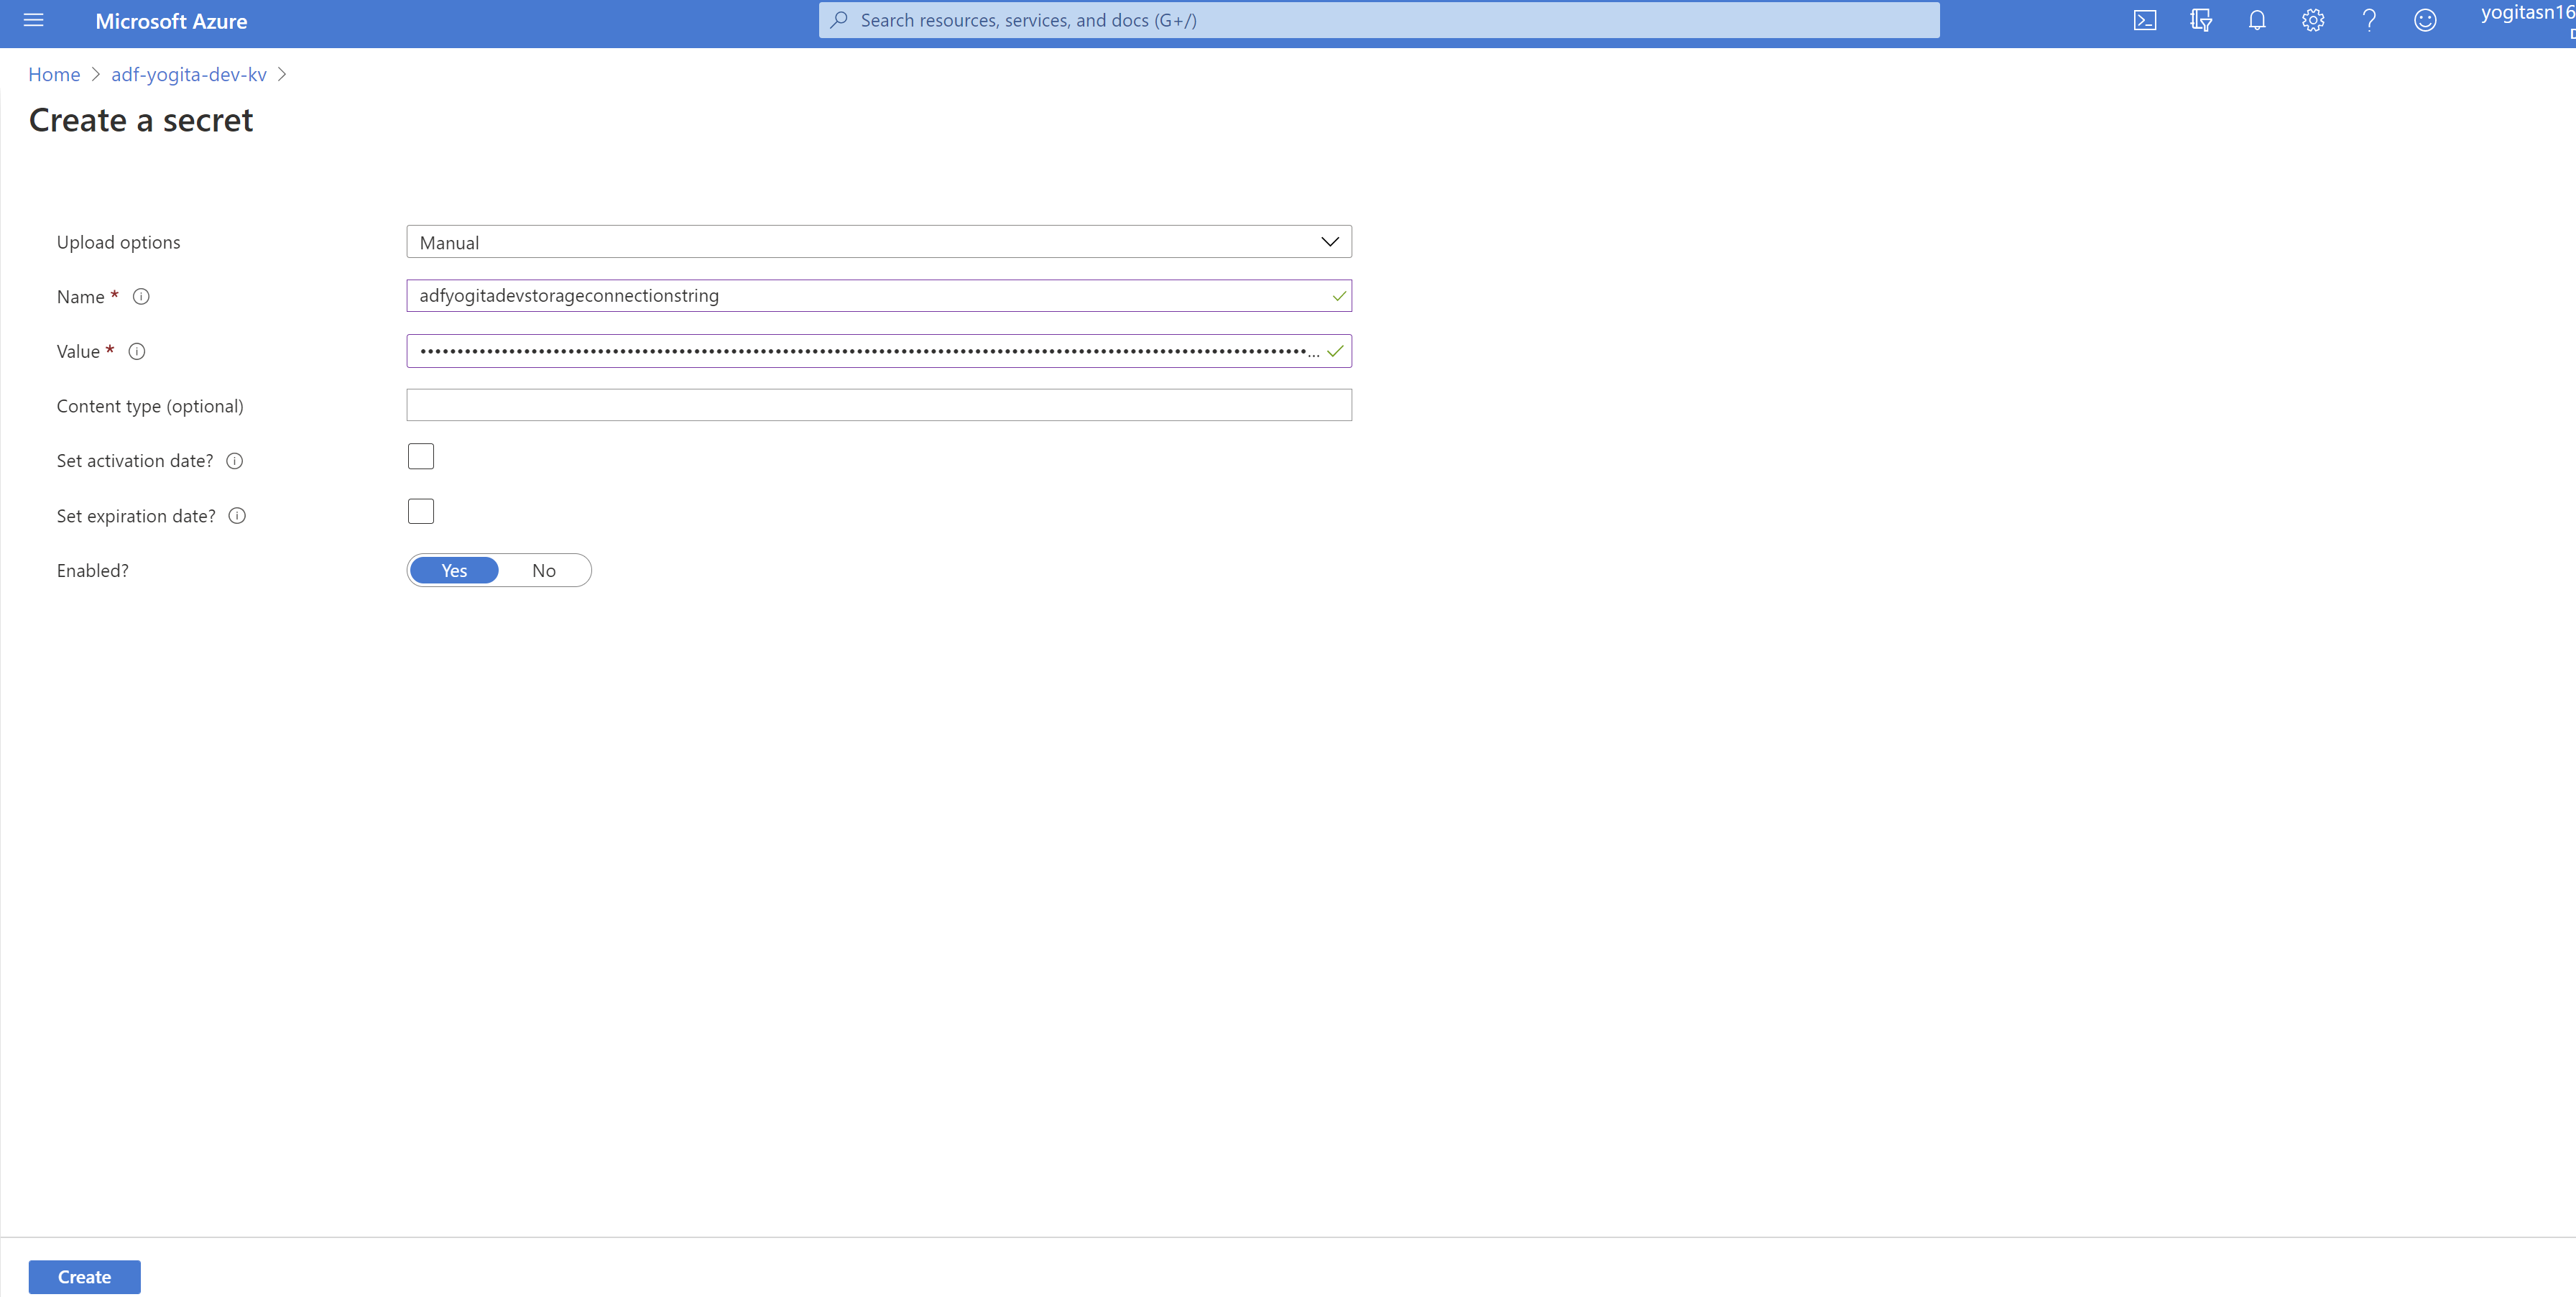 Microsoft Azure
Search resources, services, and docs (G+/)
yogitasn16
Home > adf-yogita-dev-kv >
Create a secret
Upload options
Manual
Name *
adfyogitadevstorageconnectionstring
Value *
Content type (optional)
Set activation date?
Set expiration date?
Enabled?
Yes No
Create